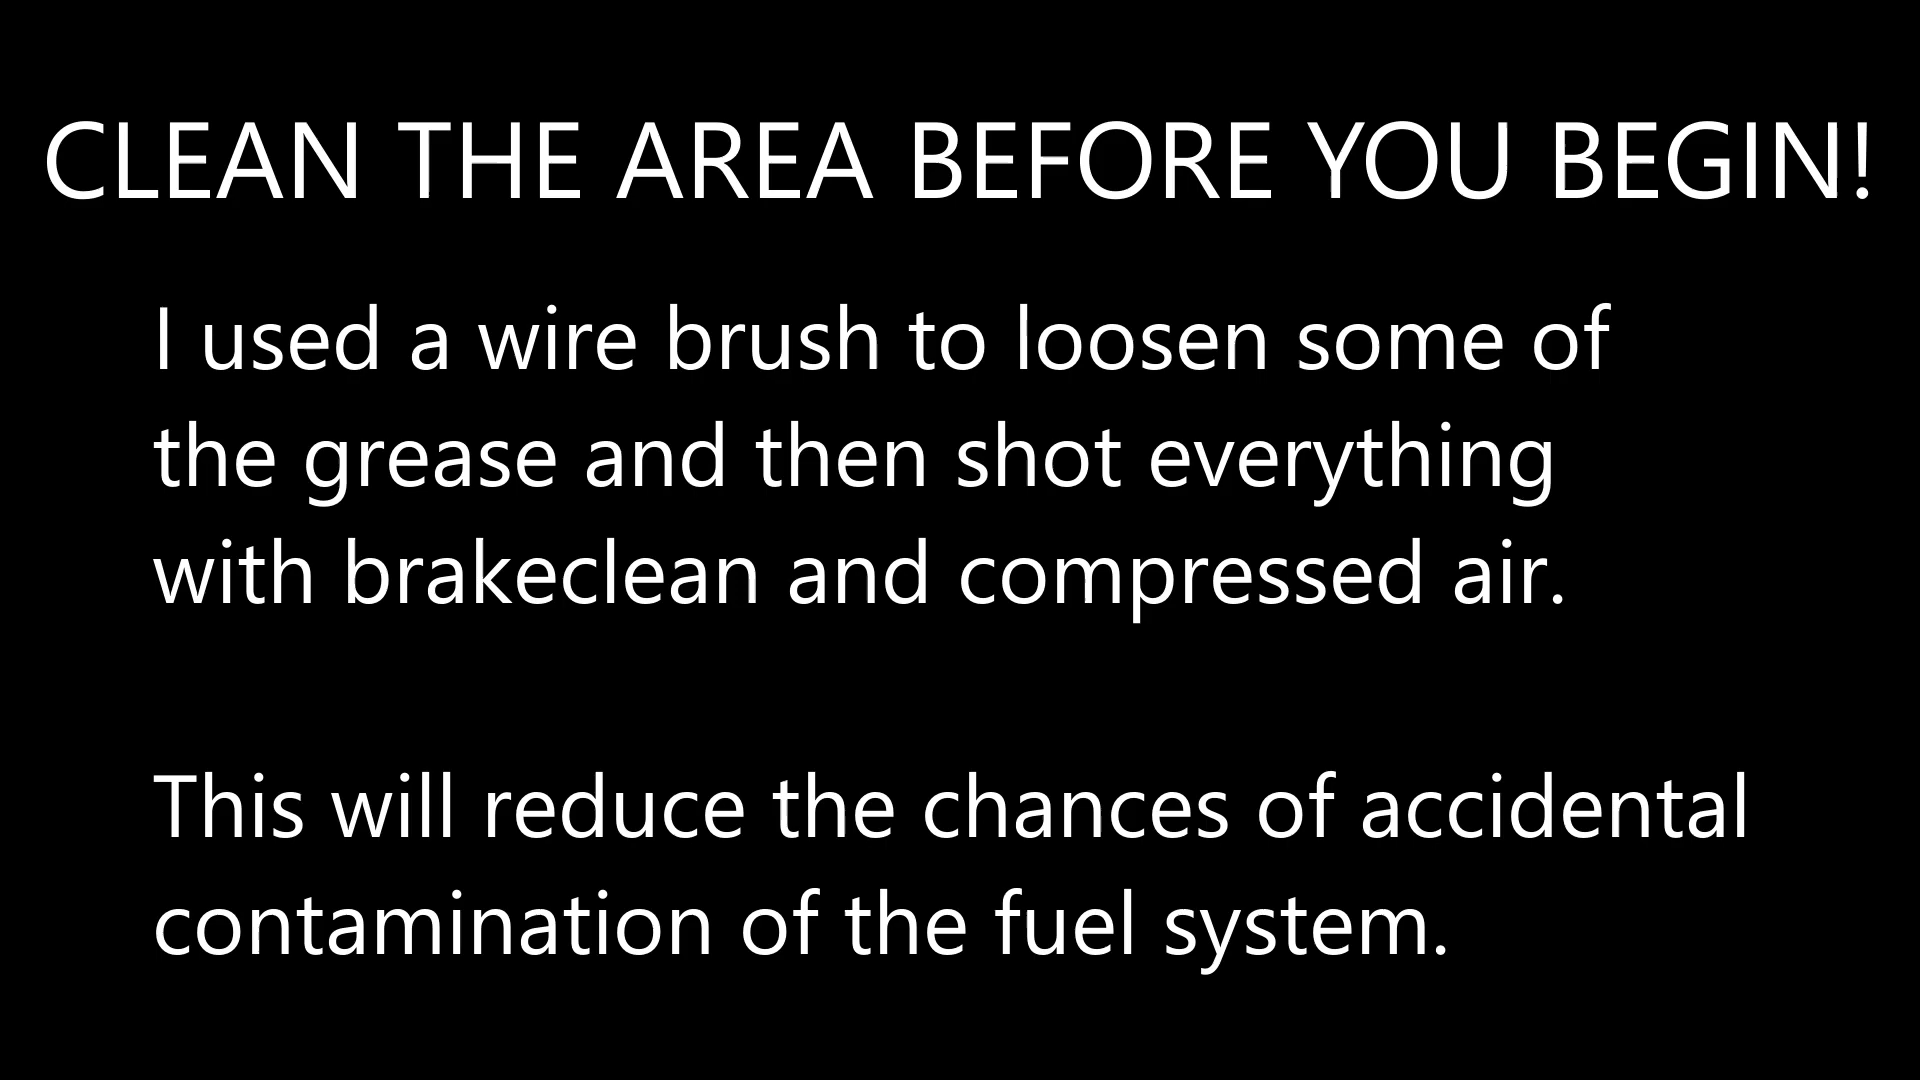 CLEAN THE AREA BEFORE YOU BEGIN!
I used a wire brush to loosen some of
the grease and then shot everything
with brakeclean and compressed air.
This will reduce the chances of accidental
contamination of the fuel system.